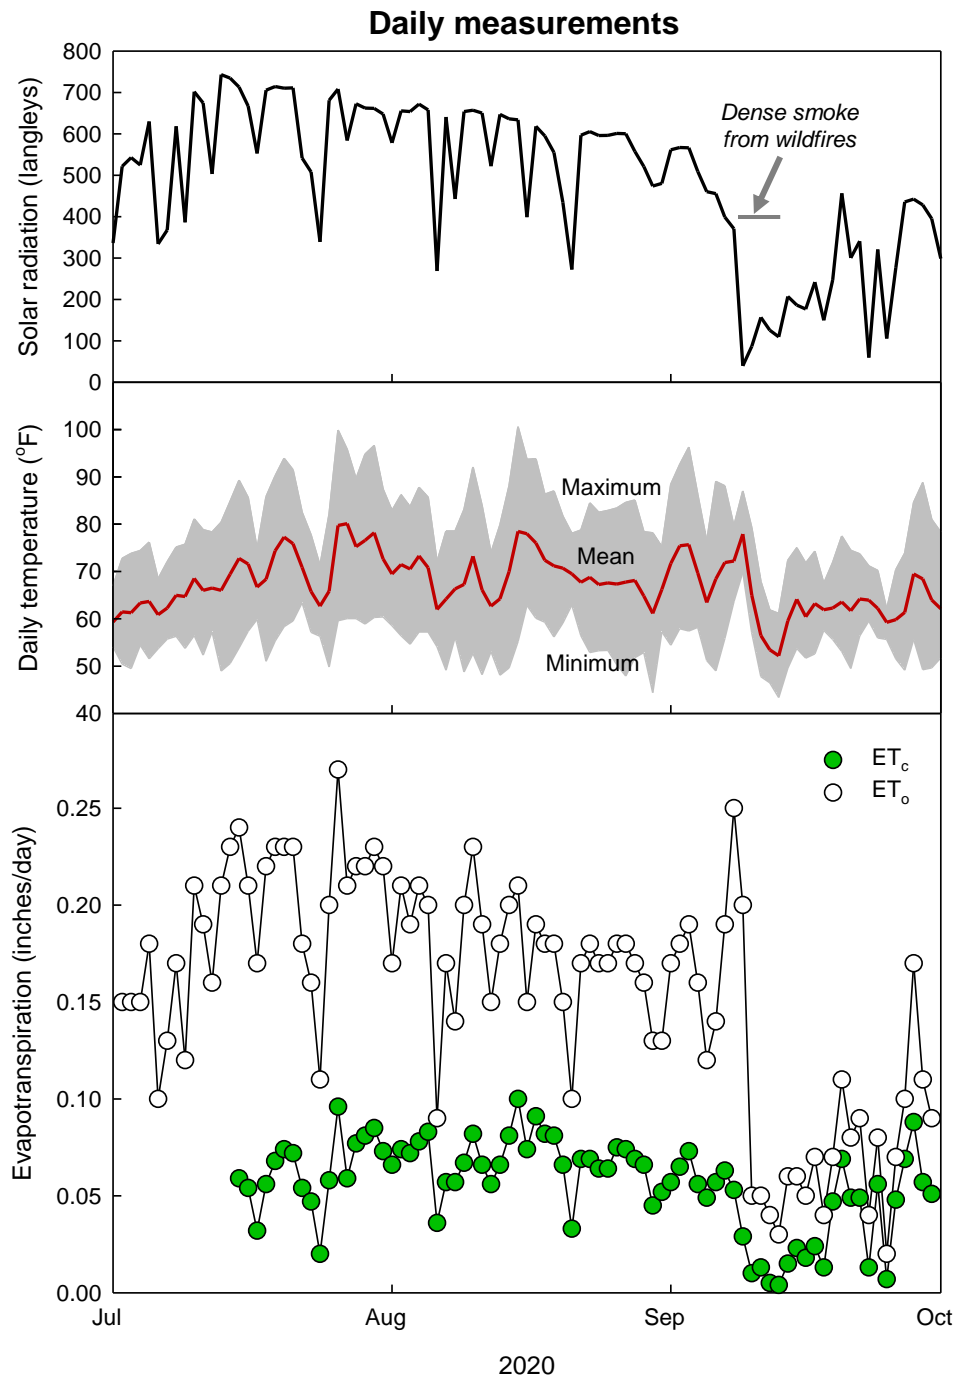 Daily measurements
Solar radiation (langleys)
800
700
600
500
400
300
200
100
0
Dense smoke
from wildfires
Daily temperature (°F)
100
90
80
70
60
50
40
Maximum
Mean
Minimum
Evapotranspiration (inches/day)
0.25
0.20
0.15
0.10
0.05
0.00
ETc
ETo
Jul
Aug
Sep
Oct
2020